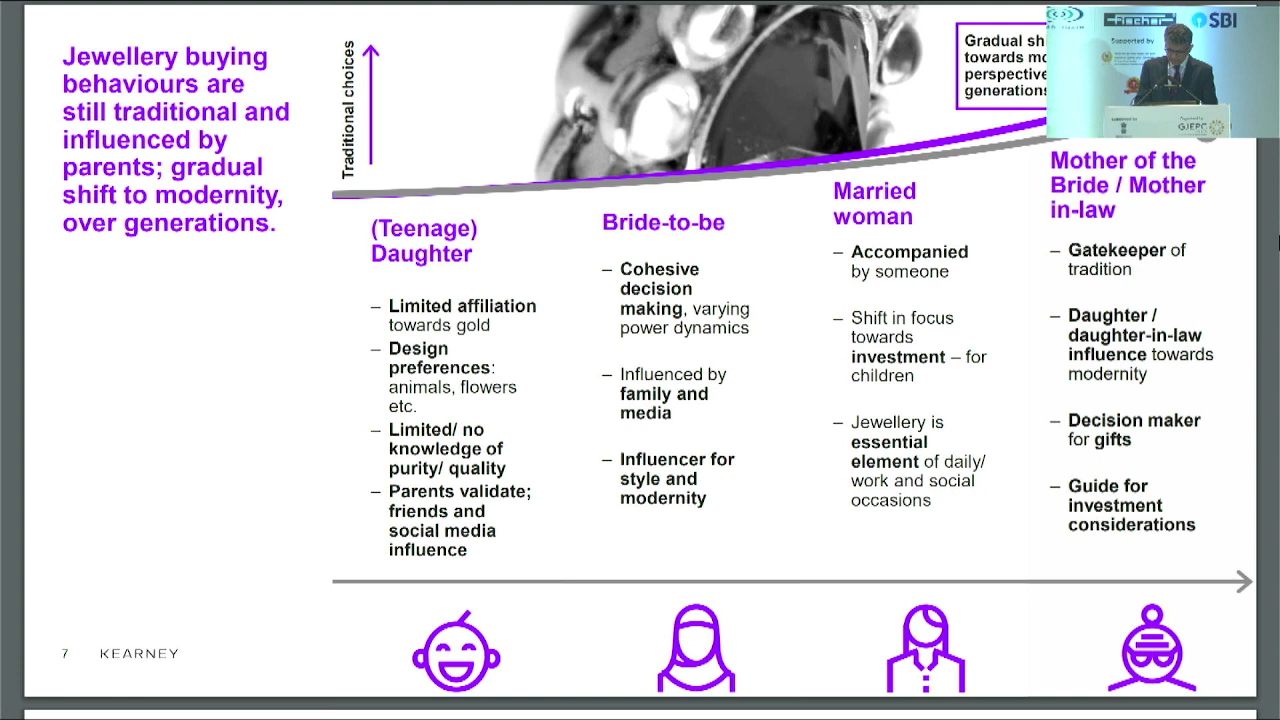 Jewellery buying
behaviours are
still traditional and
influenced by
parents; gradual
shift to modernity,
over generations.
Traditional choices
Gradual
towards
perspective
generations
SBI
Supported by
GJEPC
(Teenage)
Daughter
– Limited affiliation
towards gold
– Design
preferences:
animals, flowers
etc.
– Limited/ no
knowledge of
purity/ quality
– Parents validate;
friends and
social media
influence
Bride-to-be
– Cohesive
decision
making, varying
power dynamics
– Influenced by
family and
media
– Influencer for
style and
modernity
Married
woman
– Accompanied
by someone
– Shift in focus
towards
investment – for
children
– Jewellery is
essential
element of daily/
work and social
occasions
Mother of the
Bride / Mother
in-law
– Gatekeeper of
tradition
– Daughter /
daughter-in-law
influence towards
modernity
– Decision maker
for gifts
– Guide for
investment
considerations
7 KEARNEY